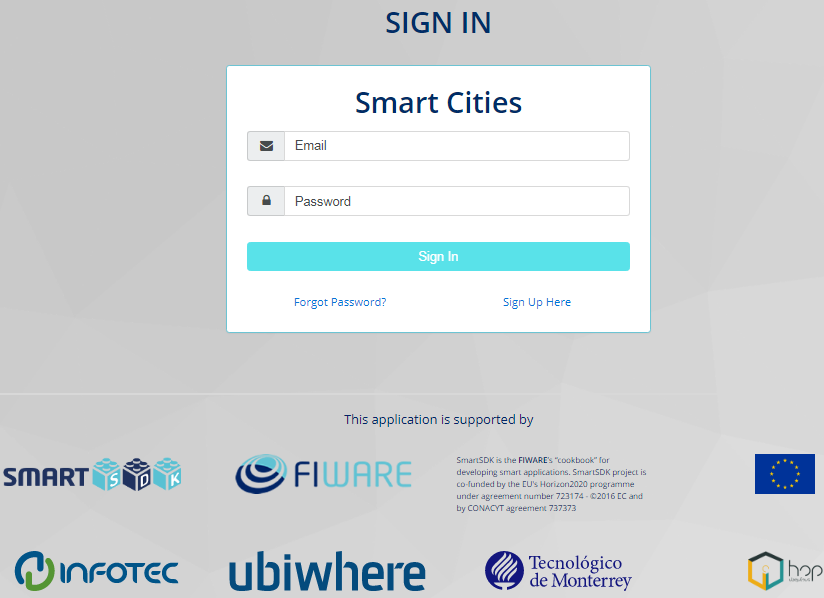 SIGN IN
Smart Cities
Email
Password
Sign In
Forgot Password?
Sign Up Here
This application is supported by
SMART SDK
FIWARE
SmartSDK is the FIWARE's "cookbook" for
developing smart applications. SmartSDK project is
co-funded by the EU's Horizon2020 programme
under agreement number 723174 - ©2016 EC and
by CONACYT agreement 737373
INFOTEC
ubiwhere
Tecnológico
de Monterrey
hop